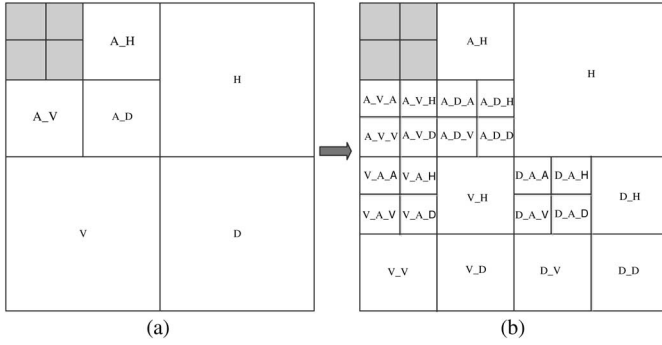 A_H
H
A_V
A_D
V
D
(a)
A_H
H
A_V_A A_V_H A_D_A A_D_H
A_V_V A_V_D A_D_V A_D_D
V_A_A V_A_H
V_H
D_A_A D_A_H
D_H
V_A_V V_A_D
D_A_V D_A_D
V_V
V_D
D_V
D_D
(b)